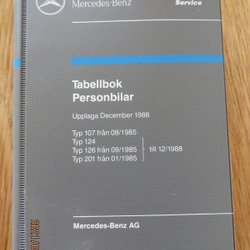 Mercedes-Benz
Service
Tabellbok
Personbilar
Upplaga December 1988
Typ 107 från 08/1985
Typ 124
Typ 126 från 09/1985
Typ 201 från 01/1985
till 12/1988
Mercedes-Benz AG